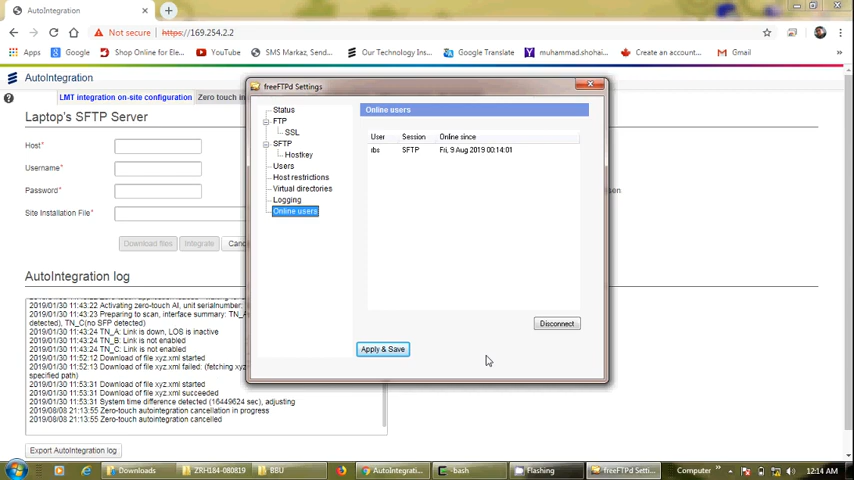 AutoIntegration
Not secure
https://169.254.2.2
Apps
Google
Shop Online for Ele...
YouTube
SMS Markaz, Send...
Our Technology Insi...
Google Translate
muhammad.shohai...
Create an account...
Gmail
AutoIntegration
LMT integration on-site configuration
Zero touch in
Laptop's SFTP Server
Host*
Username*
Password*
Site Installation File*
Download files
Integrate
Canc
AutoIntegration log
2019/01/30 11:43:22 Activating zero-touch AI, unit serialnumber:
2019/01/30 11:43:23 Preparing to scan, interface summary: TN_A
detected), TN_C(no SFP detected)
2019/01/30 11:43:24 TN_A: Link is down, LOS is inactive
2019/01/30 11:43:24 TN_B: Link is not enabled
2019/01/30 11:43:24 TN_C: Link is not enabled
2019/01/30 11:52:12 Download of file xyz.xml started
2019/01/30 11:52:13 Download of file xyz.xml failed: (fetching xyz
specified path)
2019/01/30 11:53:31 Download of file xyz.xml started
2019/01/30 11:53:31 Download of file xyz.xml succeeded
2019/01/30 11:53:31 System time difference detected (16449624 sec), adjusting
2019/08/08 21:13:55 Zero-touch autointegration cancellation in progress
2019/08/08 21:13:55 Zero-touch autointegration cancelled
Export AutoIntegration log
freeFTPd Settings
Status
FTP
SSL
SFTP
Hostkey
Users
Host restrictions
Virtual directories
Logging
Online users
Online users
User Session Online since
rbs SFTP Fri, 9 Aug 2019 00:14:01
Disconnect
Apply & Save
Downloads
ZRH184-080819
BBU
AutoIntegrati...
-bash
Flashing
freeFTPd Setti...
Computer
12:14 AM